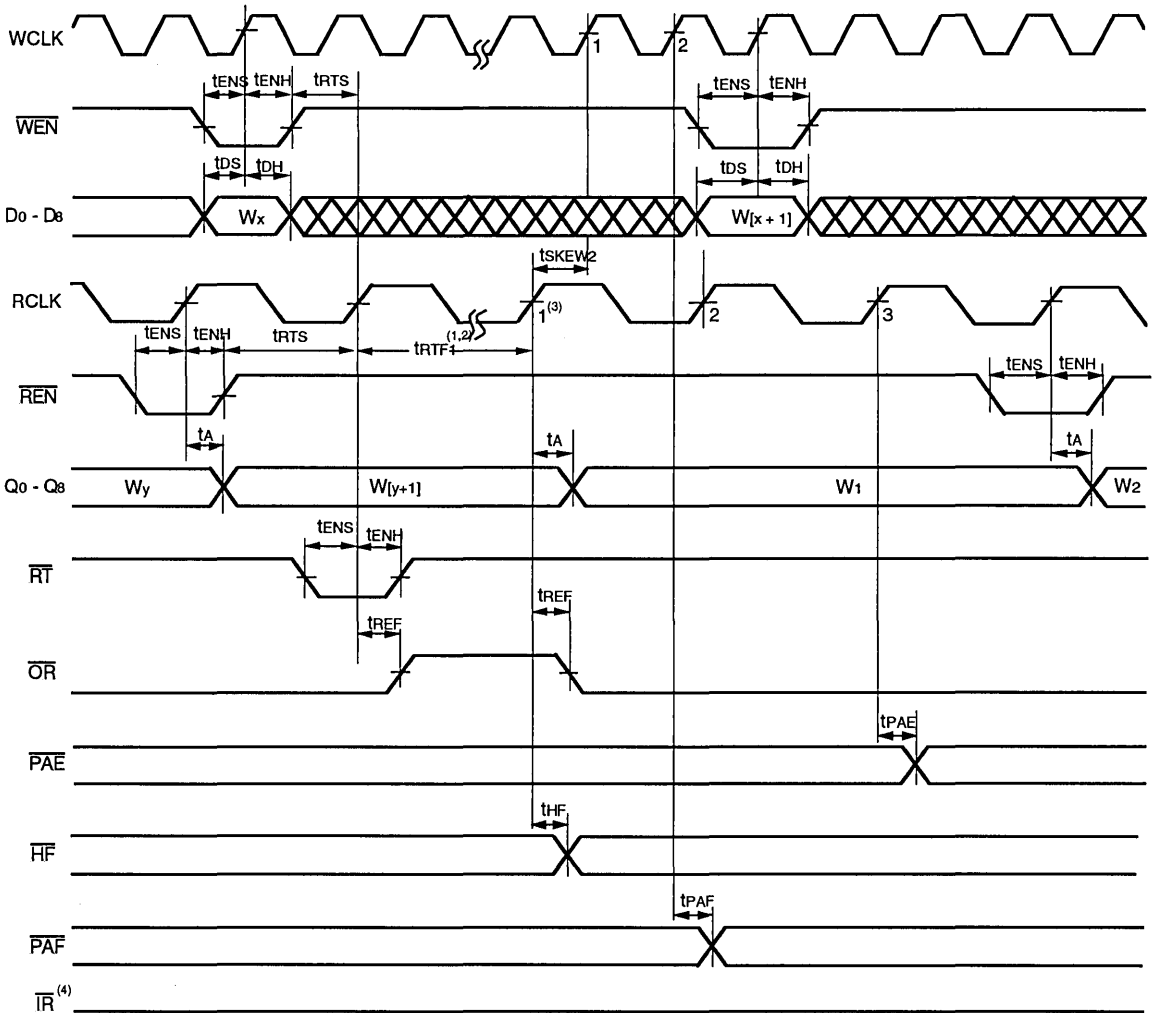 WCLK
1 2
tENS tENH tRTS tENS tENH
WEN
tDS tDH tDS tDH
D0 - D8 Wx W[x + 1]
tSKEW2
RCLK
1(3) 2 3
tENS tENH tRTS tRTF1(1,2) tENS tENH
REN
tA tA tA
Q0 - Q8 Wy W[y+1] W1 W2
tENS tENH
RT
tREF tREF
OR
tPAE
PAE
tHF
HF
tPAF
PAF
IR (4)